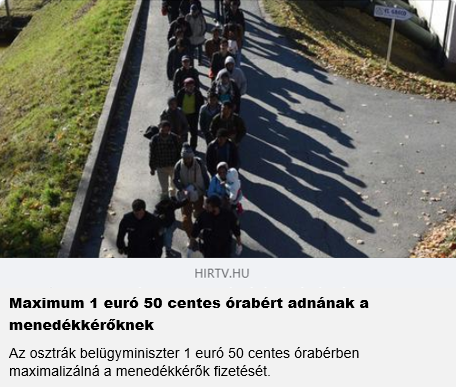 HIRTV.HU
Maximum 1 euró 50 centes órabért adnának a
menedékkérőknek
Az osztrák belügyminiszter 1 euró 50 centes órabérben
maximalizálná a menedékkérők fizetését.